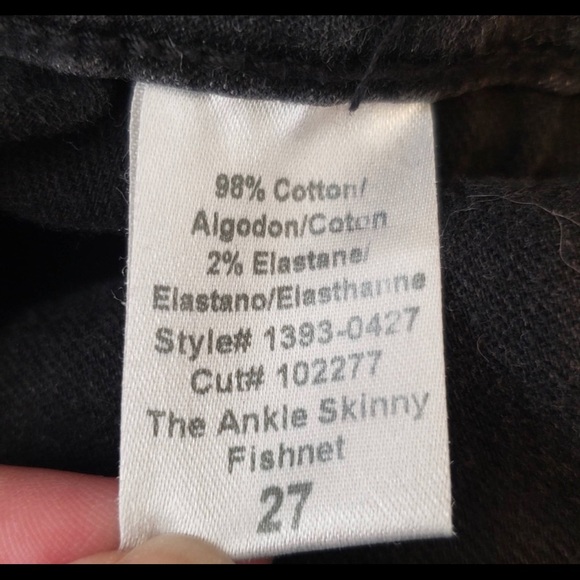 98% Cotton/
Algodon/Coton
2% Elastane/
Elastano/Elasthanne
Style# 1393-0427
Cut# 102277
The Ankle Skinny
Fishnet
27